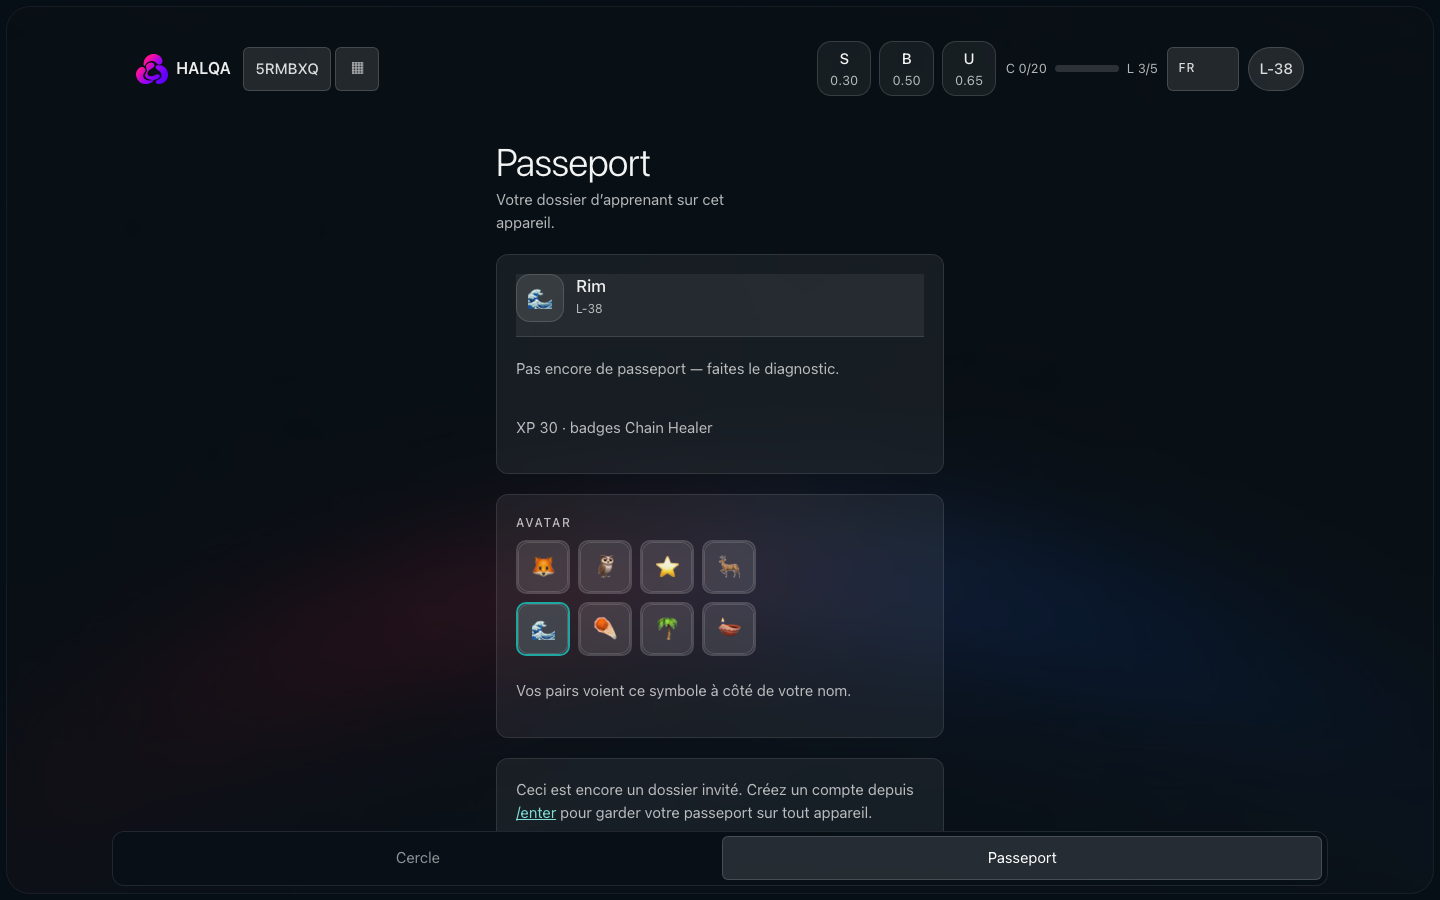 HALQA 5RMBXQ
S B U
0.30 0.50 0.65
C 0/20 L 3/5 FR L-38
Passeport
Votre dossier d’apprenant sur cet
appareil.
Rim
L-38
Pas encore de passeport — faites le diagnostic.
XP 30 · badges Chain Healer
AVATAR
Vos pairs voient ce symbole à côté de votre nom.
Ceci est encore un dossier invité. Créez un compte depuis
/enter pour garder votre passeport sur tout appareil.
Cercle Passeport